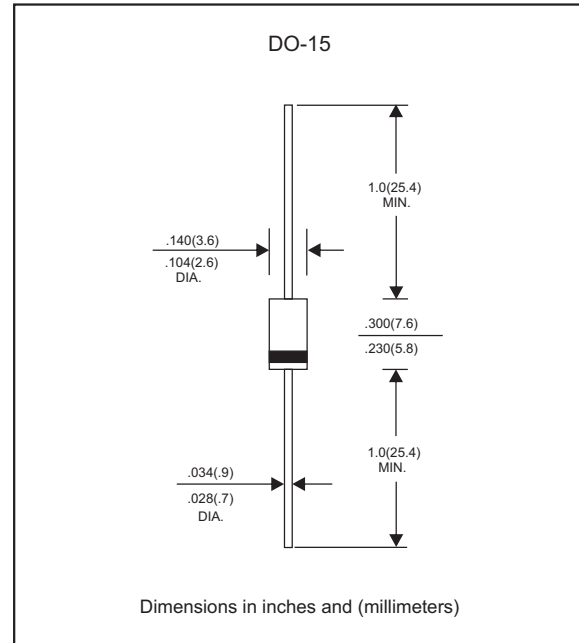 DO-15
1.0(25.4)
MIN.
.140(3.6)
.104(2.6)
DIA.
.300(7.6)
.230(5.8)
1.0(25.4)
MIN.
.034(.9)
.028(.7)
DIA.
Dimensions in inches and (millimeters)